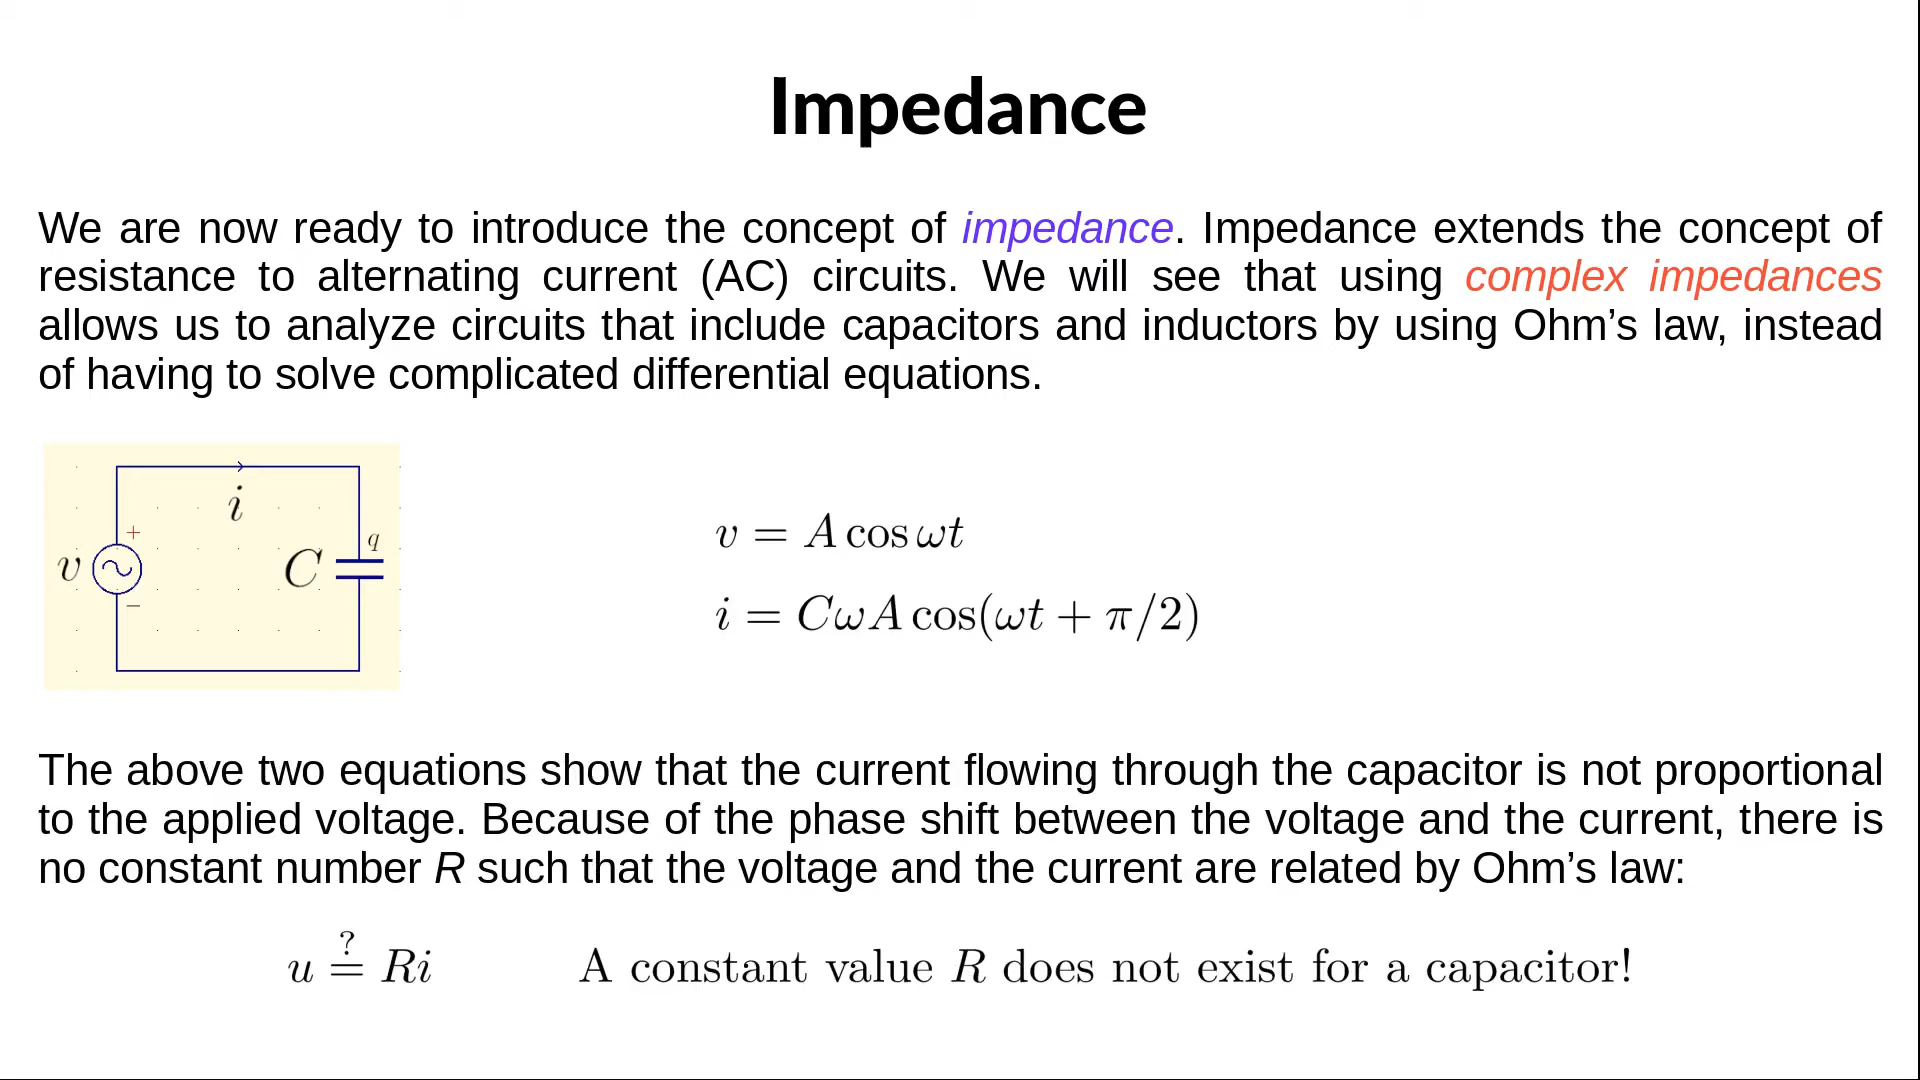 Impedance
We are now ready to introduce the concept of impedance. Impedance extends the concept of
resistance to alternating current (AC) circuits. We will see that using complex impedances
allows us to analyze circuits that include capacitors and inductors by using Ohm’s law, instead
of having to solve complicated differential equations.
i
+
q
v
C
−
v = A cos ωt
i = CωA cos(ωt + π/2)
The above two equations show that the current flowing through the capacitor is not proportional
to the applied voltage. Because of the phase shift between the voltage and the current, there is
no constant number R such that the voltage and the current are related by Ohm’s law:
u ≟ Ri A constant value R does not exist for a capacitor!